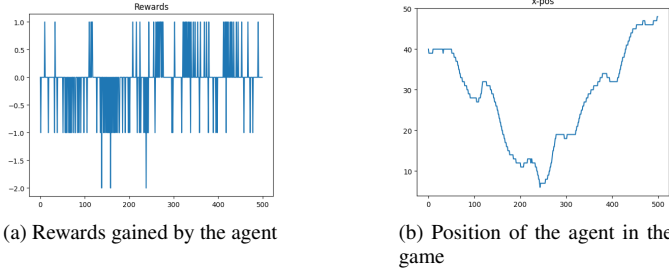 Rewards
1.0
0.5
0.0
−0.5
−1.0
−1.5
−2.0
0 100 200 300 400 500
(a) Rewards gained by the agent
x-pos
50
40
30
20
10
0 100 200 300 400 500
(b) Position of the agent in the
game